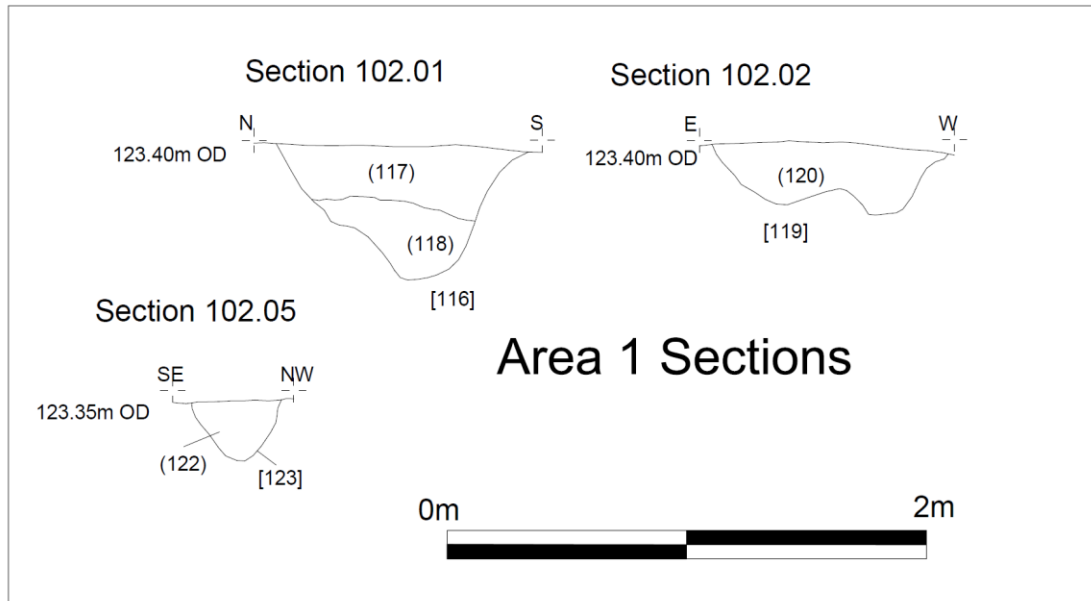 Section 102.01
N
S
123.40m OD
(117)
(118)
[116]
Section 102.02
E
W
123.40m OD
(120)
[119]
Section 102.05
SE
NW
123.35m OD
(122)
[123]
Area 1 Sections
0m
2m